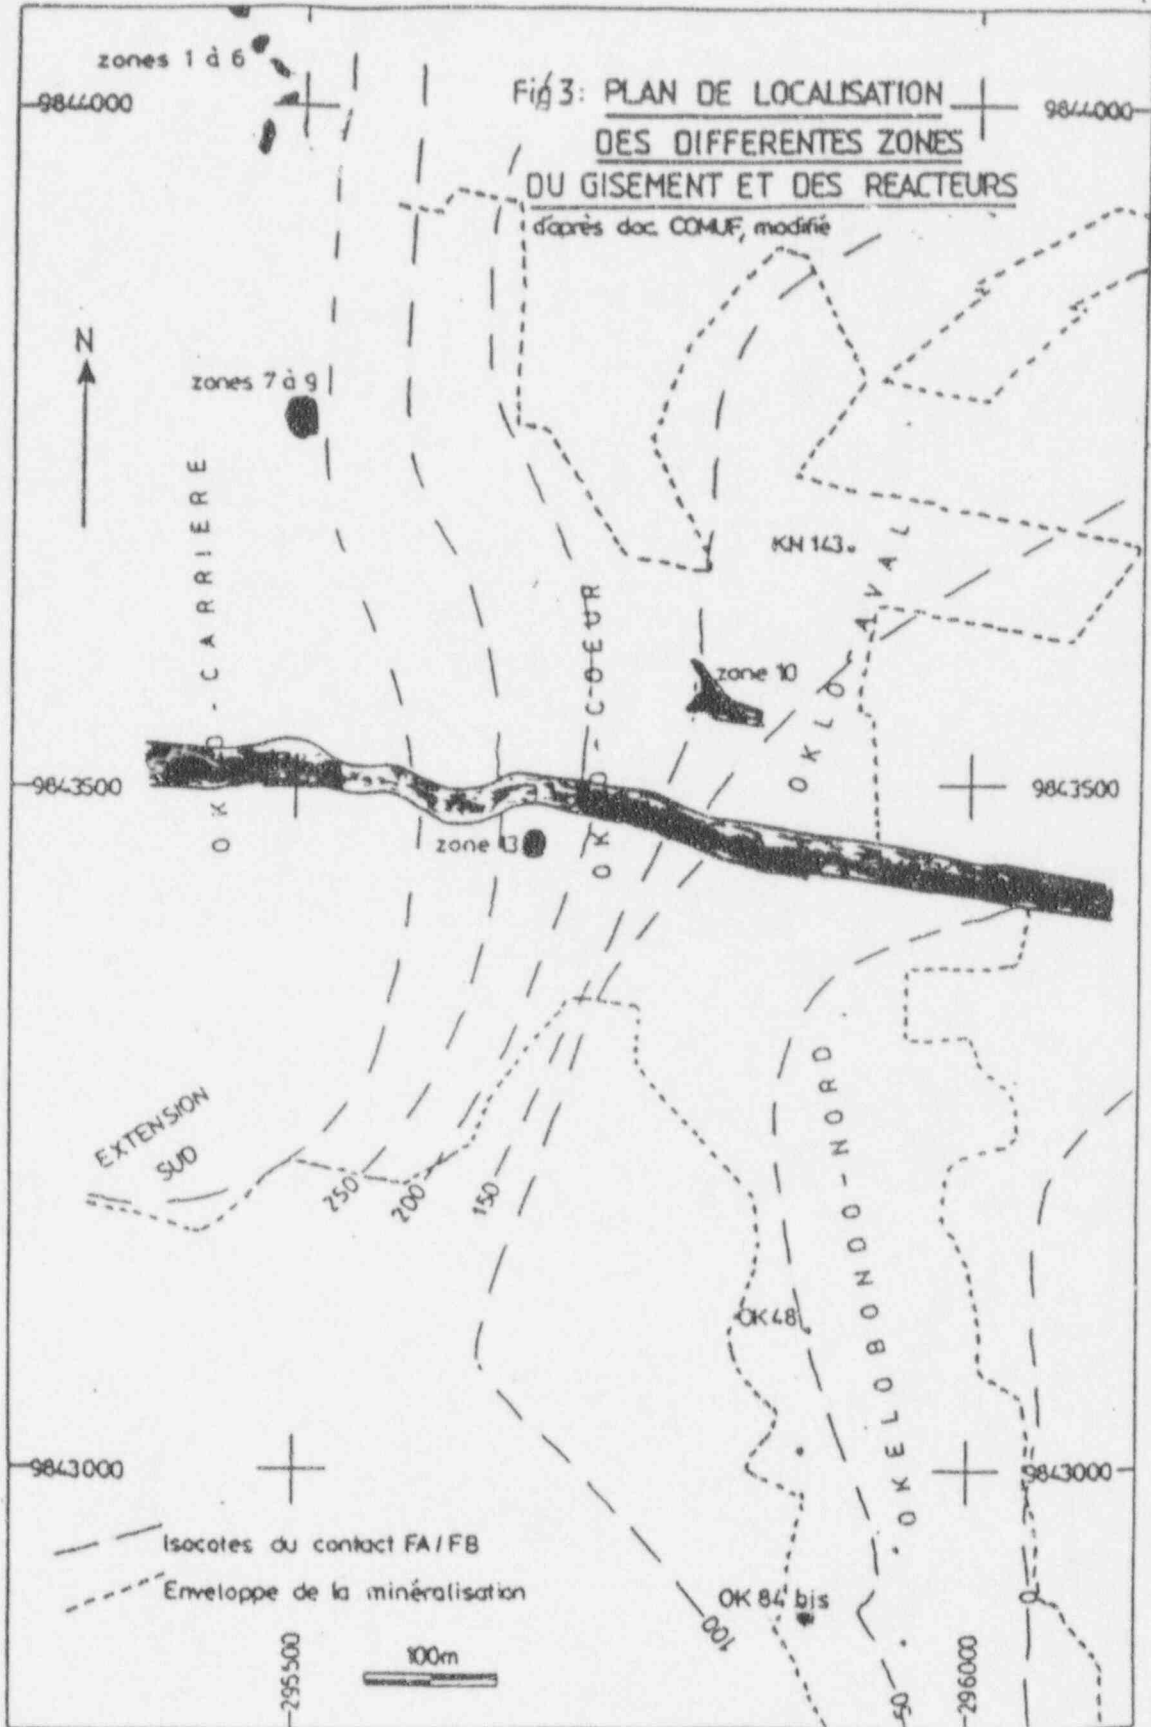 zones 1 à 6
9844000
Fig 3: PLAN DE LOCALISATION
DES DIFFERENTES ZONES
DU GISEMENT ET DES REACTEURS
d'après doc. COMUF, modifié
9844000
N
zones 7 à 9
OKLO-CARRIERE
OKLO-COEUR
KN 143
OKLO AVAL
zone 10
9843500
9843500
zone 13
EXTENSION
SUD
250
200
150
OKELOBONDO-NORD
OK 48
9843000
9843000
Isocotes du contact FA/FB
Enveloppe de la minéralisation
OK 84 bis
100
0
50
100m
295500
296000